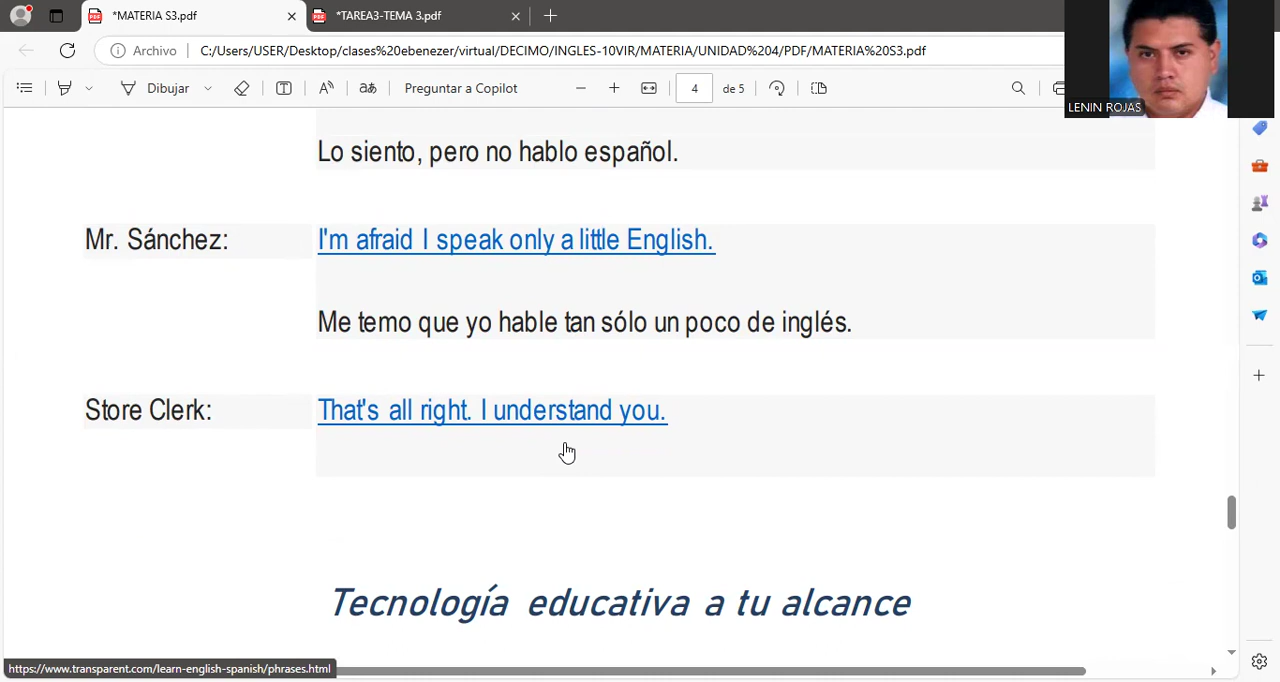 *MATERIA S3.pdf
*TAREA3-TEMA 3.pdf
Archivo
C:/Users/USER/Desktop/clases%20ebenezer/virtual/DECIMO/INGLES-10VIR/MATERIA/UNIDAD%204/PDF/MATERIA%20S3.pdf
Dibujar
aあ
Preguntar a Copilot
4
de 5
LENIN ROJAS
Lo siento, pero no hablo español.
Mr. Sánchez:
I'm afraid I speak only a little English.
Me temo que yo hable tan sólo un poco de inglés.
Store Clerk:
That's all right. I understand you.
Tecnología educativa a tu alcance
https://www.transparent.com/learn-english-spanish/phrases.html